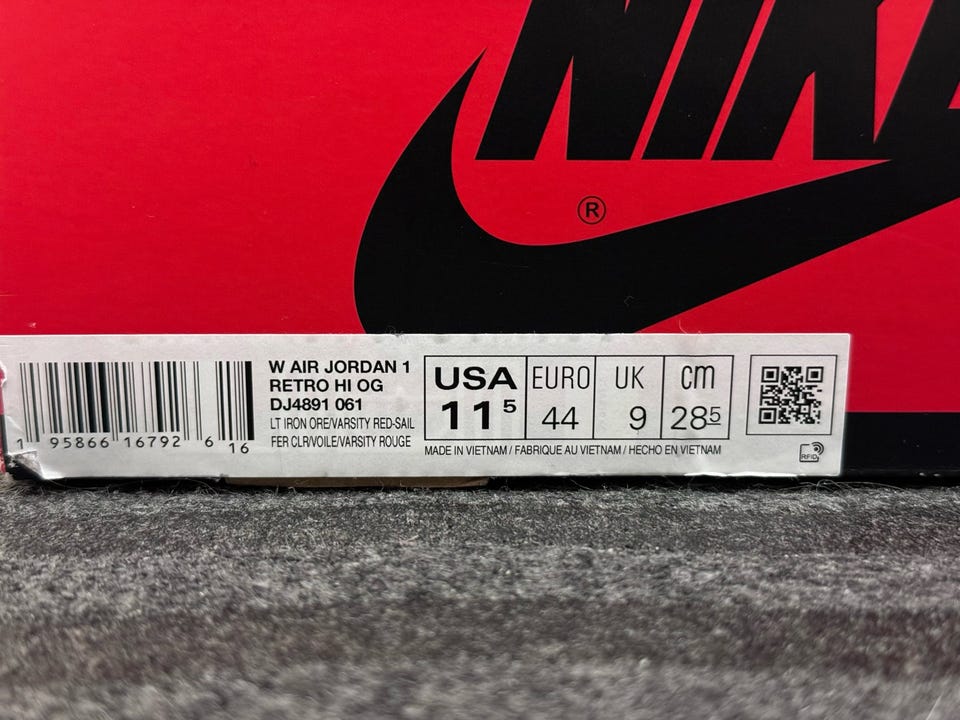 NIKE
®
W AIR JORDAN 1
RETRO HI OG
DJ4891 061
LT IRON ORE/VARSITY RED-SAIL
FER CLR/VOILE/VARSITY ROUGE
1 95866 16792 6 16
USA EURO UK cm
11 5 44 9 28 5
MADE IN VIETNAM / FABRIQUE AU VIETNAM / HECHO EN VIETNAM
RFID